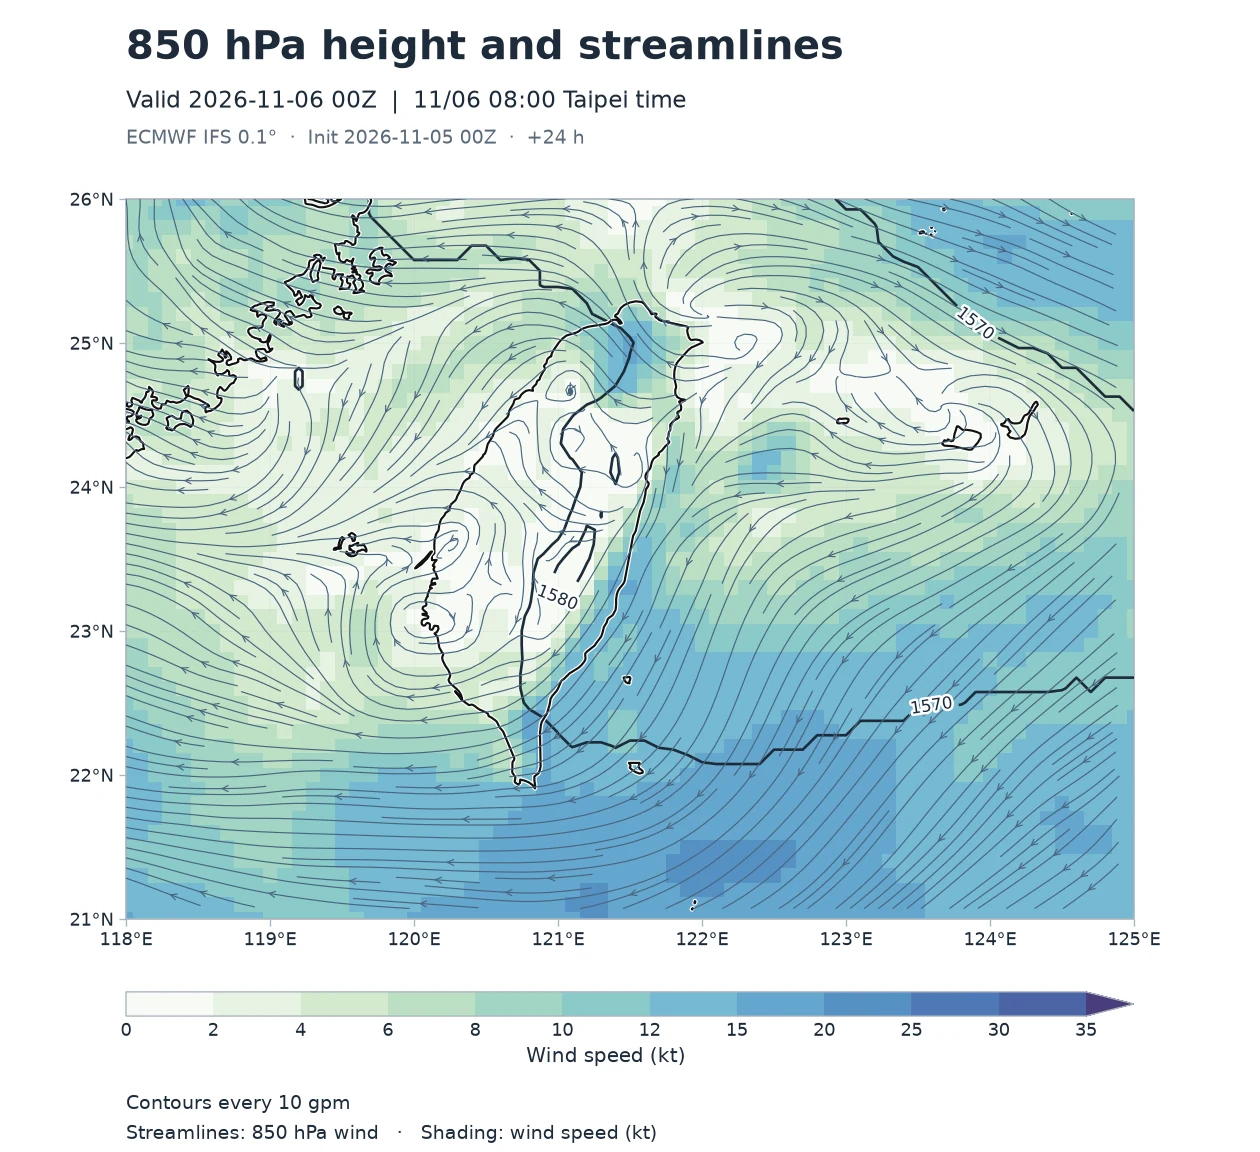 850 hPa height and streamlines
Valid 2026-11-06 00Z | 11/06 08:00 Taipei time
ECMWF IFS 0.1° · Init 2026-11-05 00Z · +24 h
26°N
1570
25°N
24°N
1580
23°N
1570
22°N
21°N
118°E 119°E 120°E 121°E 122°E 123°E 124°E 125°E
0 2 4 6 8 10 12 15 20 25 30 35
Wind speed (kt)
Contours every 10 gpm
Streamlines: 850 hPa wind · Shading: wind speed (kt)